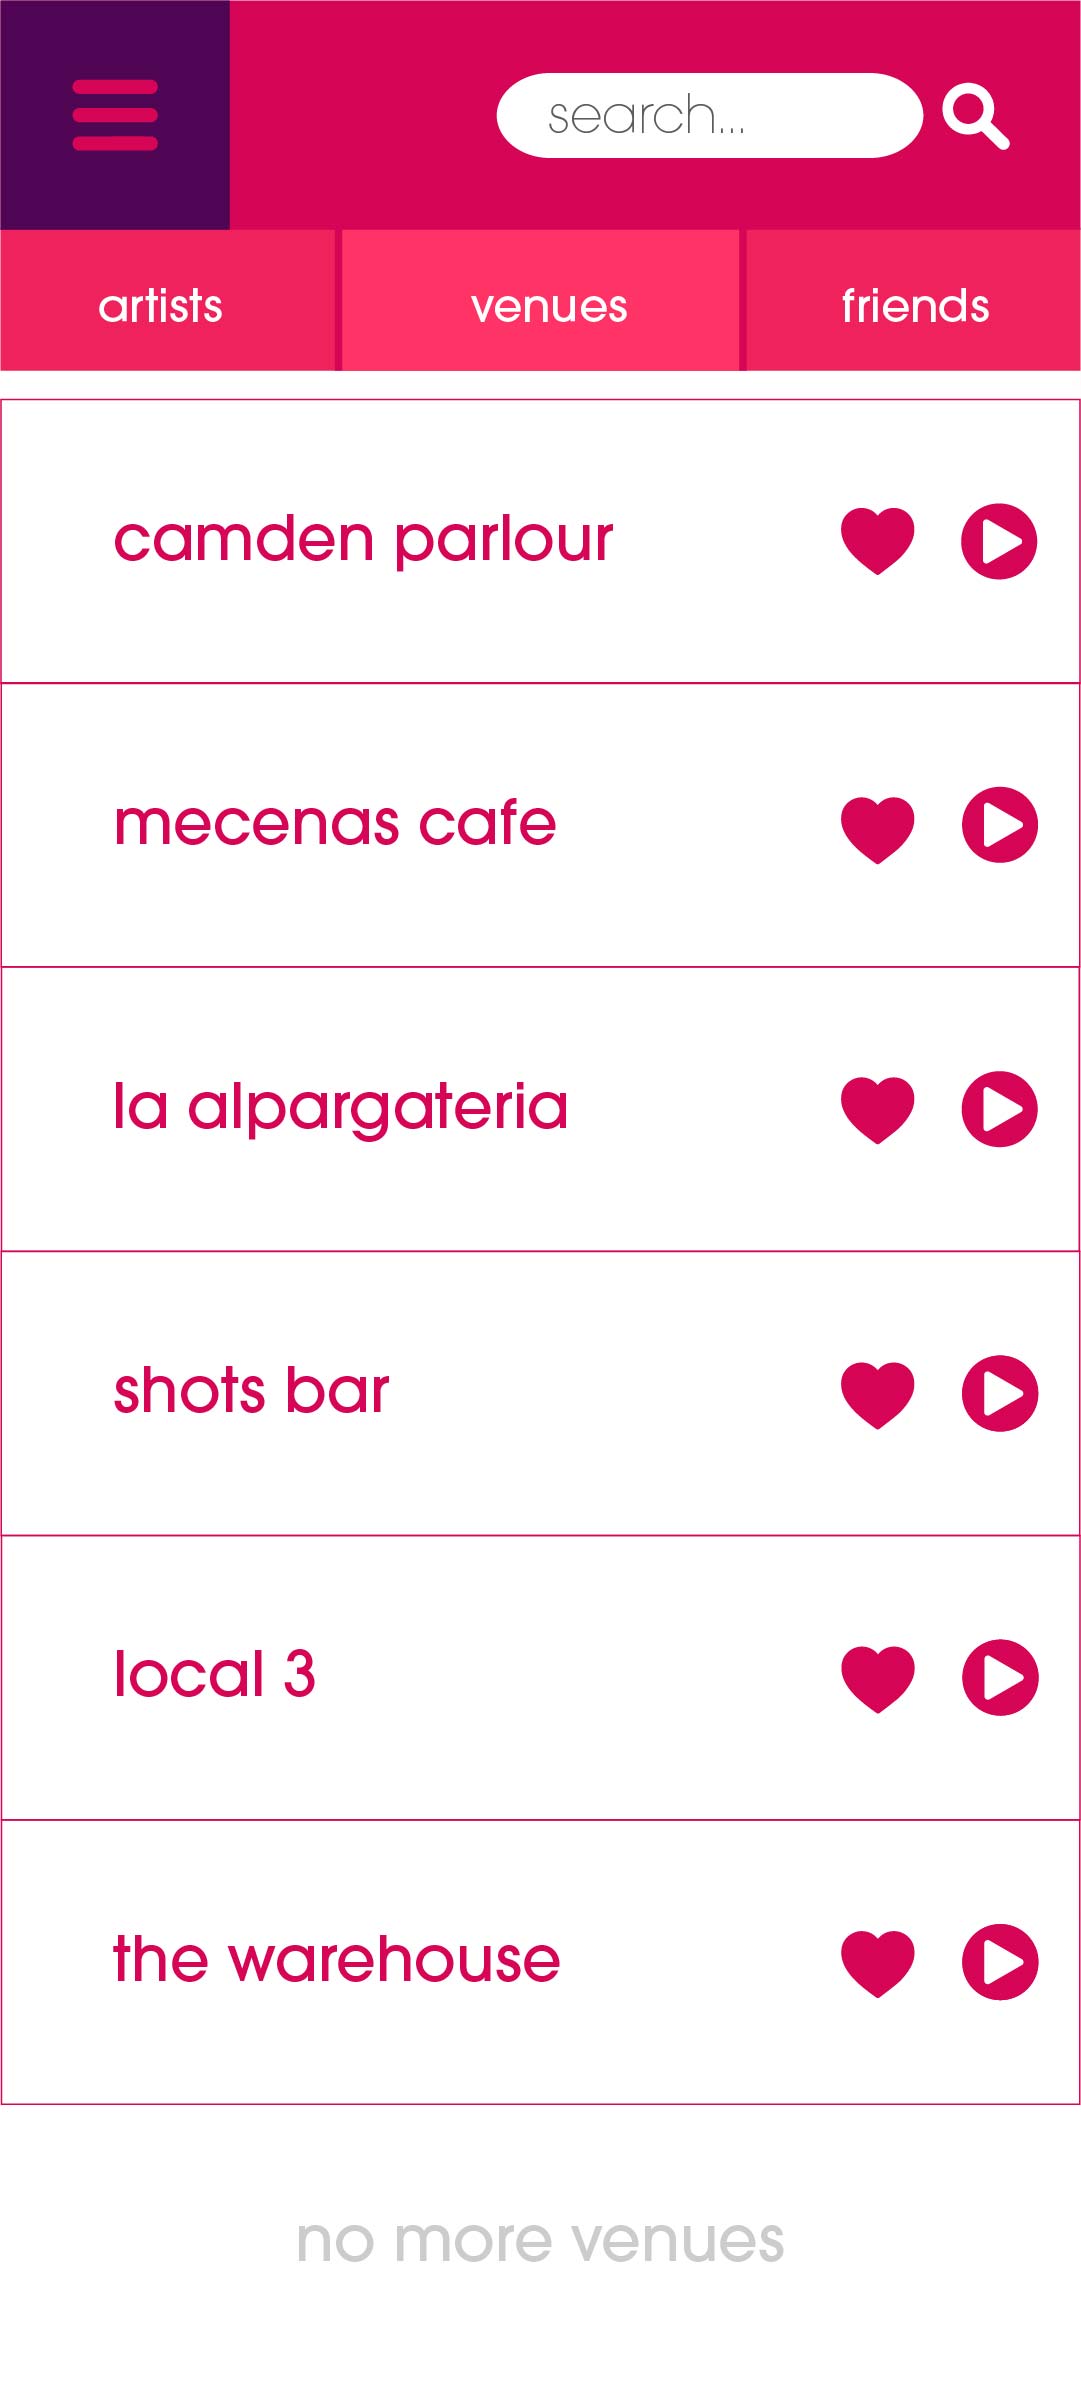 search...
artists venues friends
camden parlour
mecenas cafe
la alpargateria
shots bar
local 3
the warehouse
no more venues